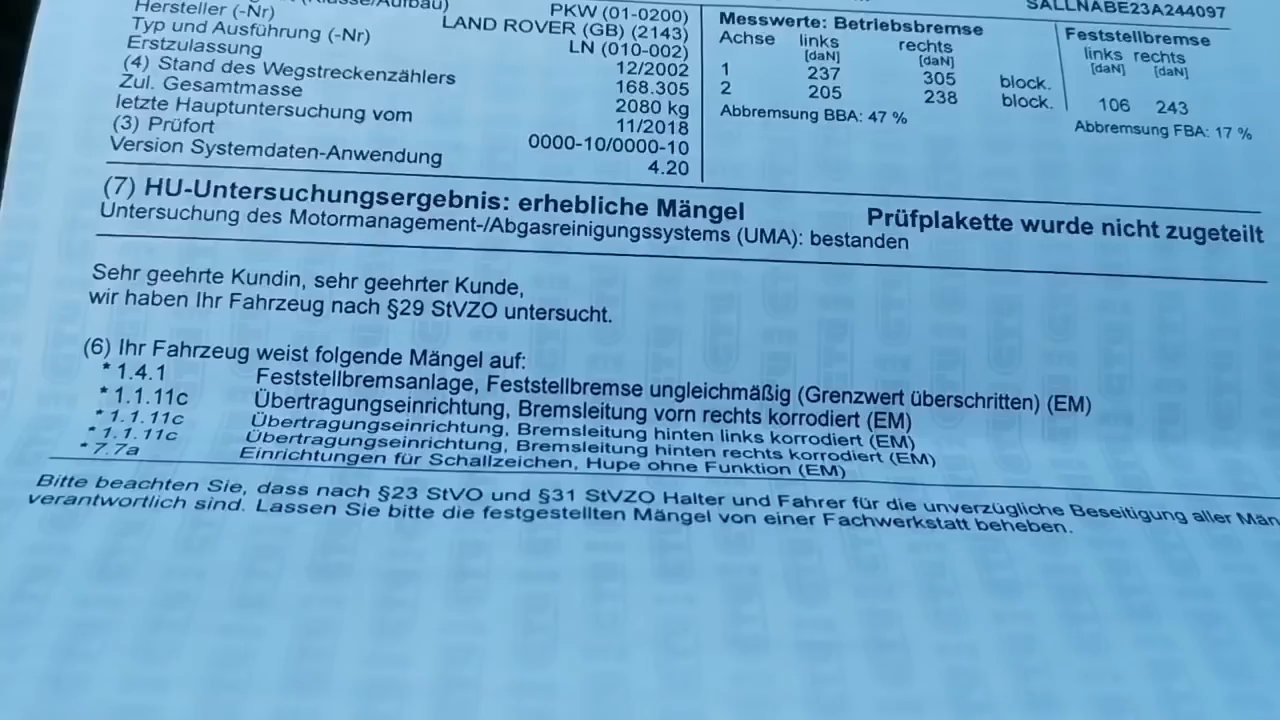 SALLNABE23A244097
Hersteller (-Nr) PKW (01-0200)
Typ und Ausführung (-Nr) LAND ROVER (GB) (2143)
Erstzulassung LN (010-002)
(4) Stand des Wegstreckenzählers 12/2002
Zul. Gesamtmasse 168.305
letzte Hauptuntersuchung vom 2080 kg
(3) Prüfort 11/2018
Version Systemdaten-Anwendung 0000-10/0000-10
4.20
Messwerte: Betriebsbremse
Achse links rechts
[daN] [daN]
1 237 305 block.
2 205 238 block.
Abbremsung BBA: 47 %
Feststellbremse
links rechts
[daN] [daN]
106 243
Abbremsung FBA: 17 %
(7) HU-Untersuchungsergebnis: erhebliche Mängel Prüfplakette wurde nicht zugeteilt
Untersuchung des Motormanagement-/Abgasreinigungssystems (UMA): bestanden
Sehr geehrte Kundin, sehr geehrter Kunde,
wir haben Ihr Fahrzeug nach §29 StVZO untersucht.
(6) Ihr Fahrzeug weist folgende Mängel auf:
* 1.4.1 Feststellbremsanlage, Feststellbremse ungleichmäßig (Grenzwert überschritten) (EM)
* 1.1.11c Übertragungseinrichtung, Bremsleitung vorn rechts korrodiert (EM)
* 1.1.11c Übertragungseinrichtung, Bremsleitung hinten links korrodiert (EM)
* 1.1.11c Übertragungseinrichtung, Bremsleitung hinten rechts korrodiert (EM)
* 7.7a Einrichtungen für Schallzeichen, Hupe ohne Funktion (EM)
Bitte beachten Sie, dass nach §23 StVO und §31 StVZO Halter und Fahrer für die unverzügliche Beseitigung aller Män
verantwortlich sind. Lassen Sie bitte die festgestellten Mängel von einer Fachwerkstatt beheben.